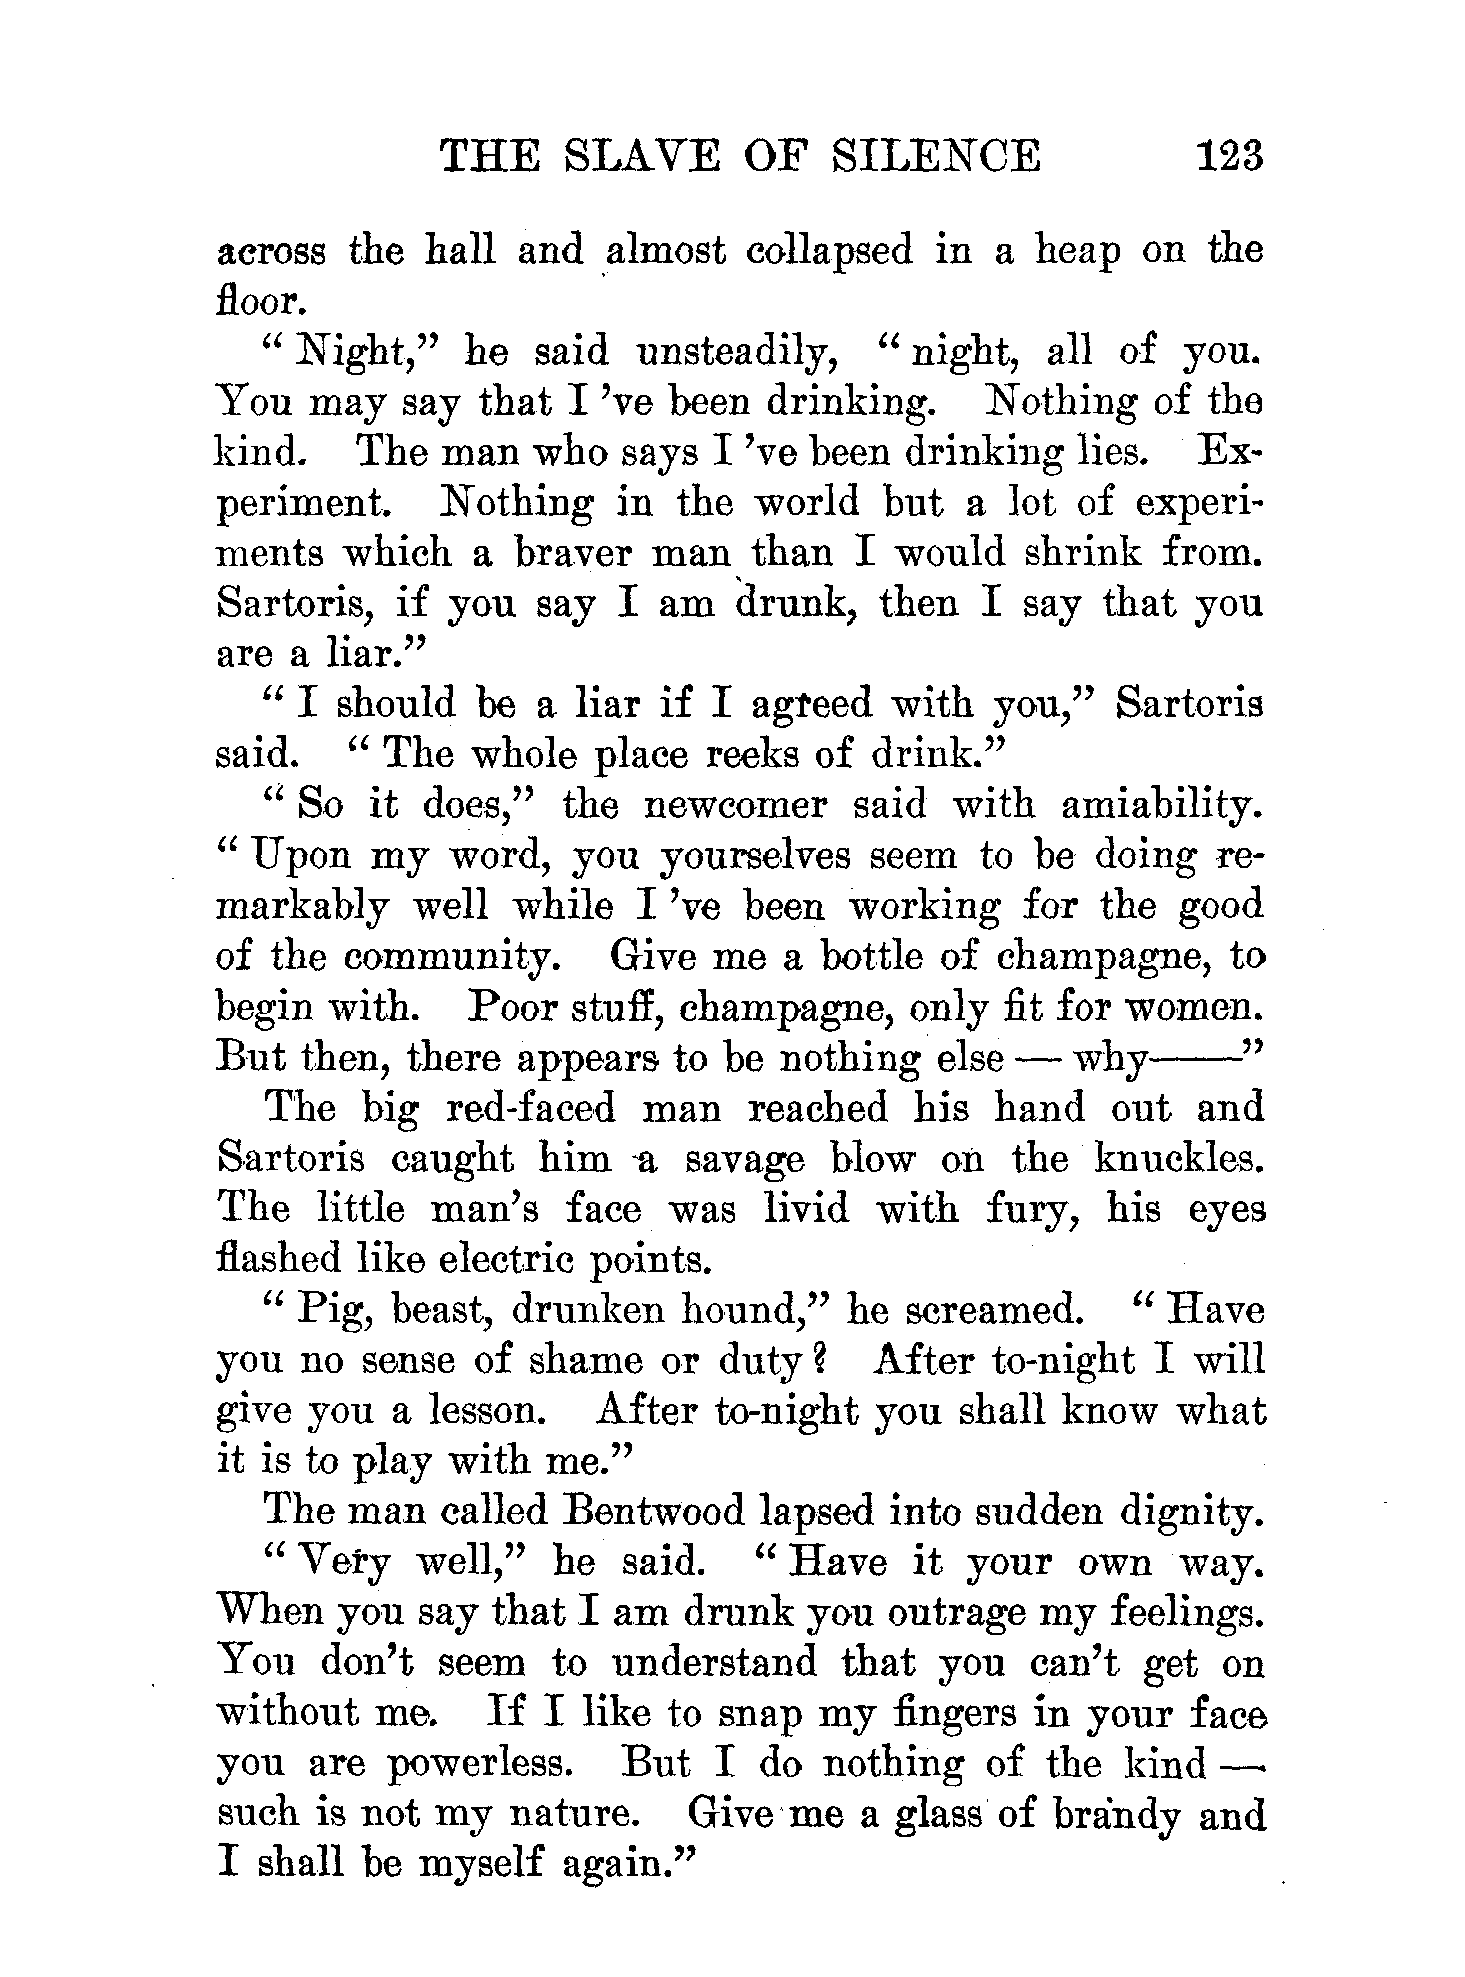 THE SLAVE OF SILENCE 123
across the hall and almost collapsed in a heap on the
floor.
“ Night,” he said unsteadily, “ night, all of you.
You may say that I ’ve been drinking. Nothing of the
kind. The man who says I ’ve been drinking lies. Ex-
periment. Nothing in the world but a lot of experi-
ments which a braver man than I would shrink from.
Sartoris, if you say I am drunk, then I say that you
are a liar.”
“ I should be a liar if I agreed with you,” Sartoris
said. “ The whole place reeks of drink.”
“ So it does,” the newcomer said with amiability.
“ Upon my word, you yourselves seem to be doing re-
markably well while I ’ve been working for the good
of the community. Give me a bottle of champagne, to
begin with. Poor stuff, champagne, only fit for women.
But then, there appears to be nothing else — why——”
The big red-faced man reached his hand out and
Sartoris caught him a savage blow on the knuckles.
The little man’s face was livid with fury, his eyes
flashed like electric points.
“ Pig, beast, drunken hound,” he screamed. “ Have
you no sense of shame or duty? After to-night I will
give you a lesson. After to-night you shall know what
it is to play with me.”
The man called Bentwood lapsed into sudden dignity.
“ Very well,” he said. “ Have it your own way.
When you say that I am drunk you outrage my feelings.
You don’t seem to understand that you can’t get on
without me. If I like to snap my fingers in your face
you are powerless. But I do nothing of the kind —
such is not my nature. Give me a glass of brandy and
I shall be myself again.”